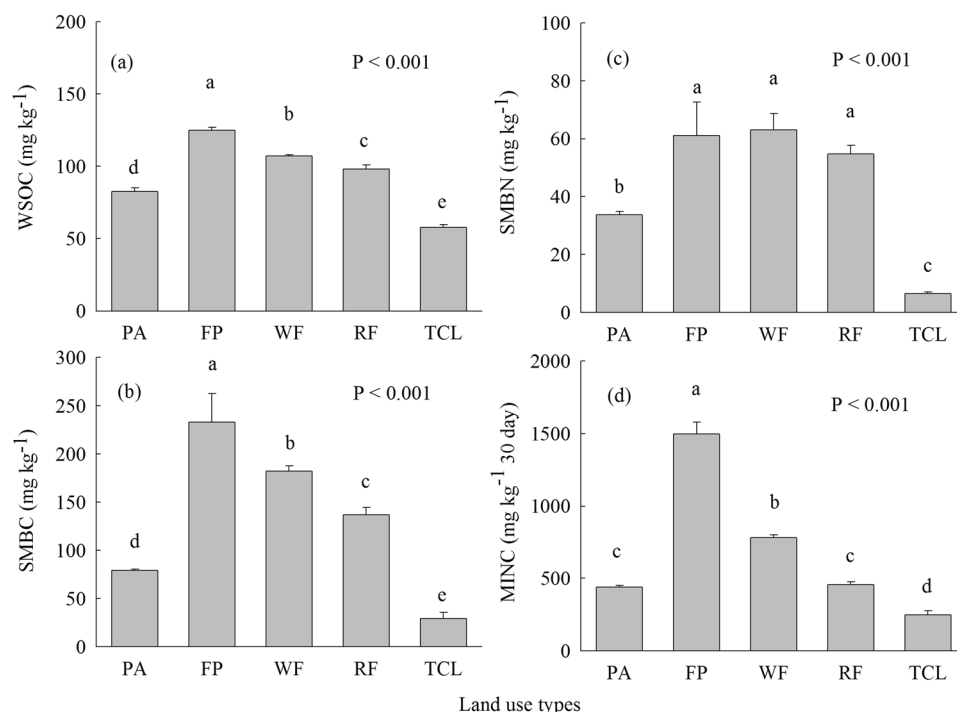 200
(a)
P < 0.001
a
150
b
c
d
100
e
50
0
WSOC (mg kg⁻¹)
PA FP WF RF TCL
300
a
(b)
P < 0.001
250
b
200
c
150
d
100
e
50
0
SMBC (mg kg⁻¹)
PA FP WF RF TCL
100
(c)
P < 0.001
80
a a
a
60
b
40
20
c
0
SMBN (mg kg⁻¹)
PA FP WF RF TCL
2000
a
(d)
P < 0.001
1500
b
1000
c c
d
500
0
MINC (mg kg⁻¹ 30 day)
PA FP WF RF TCL
Land use types